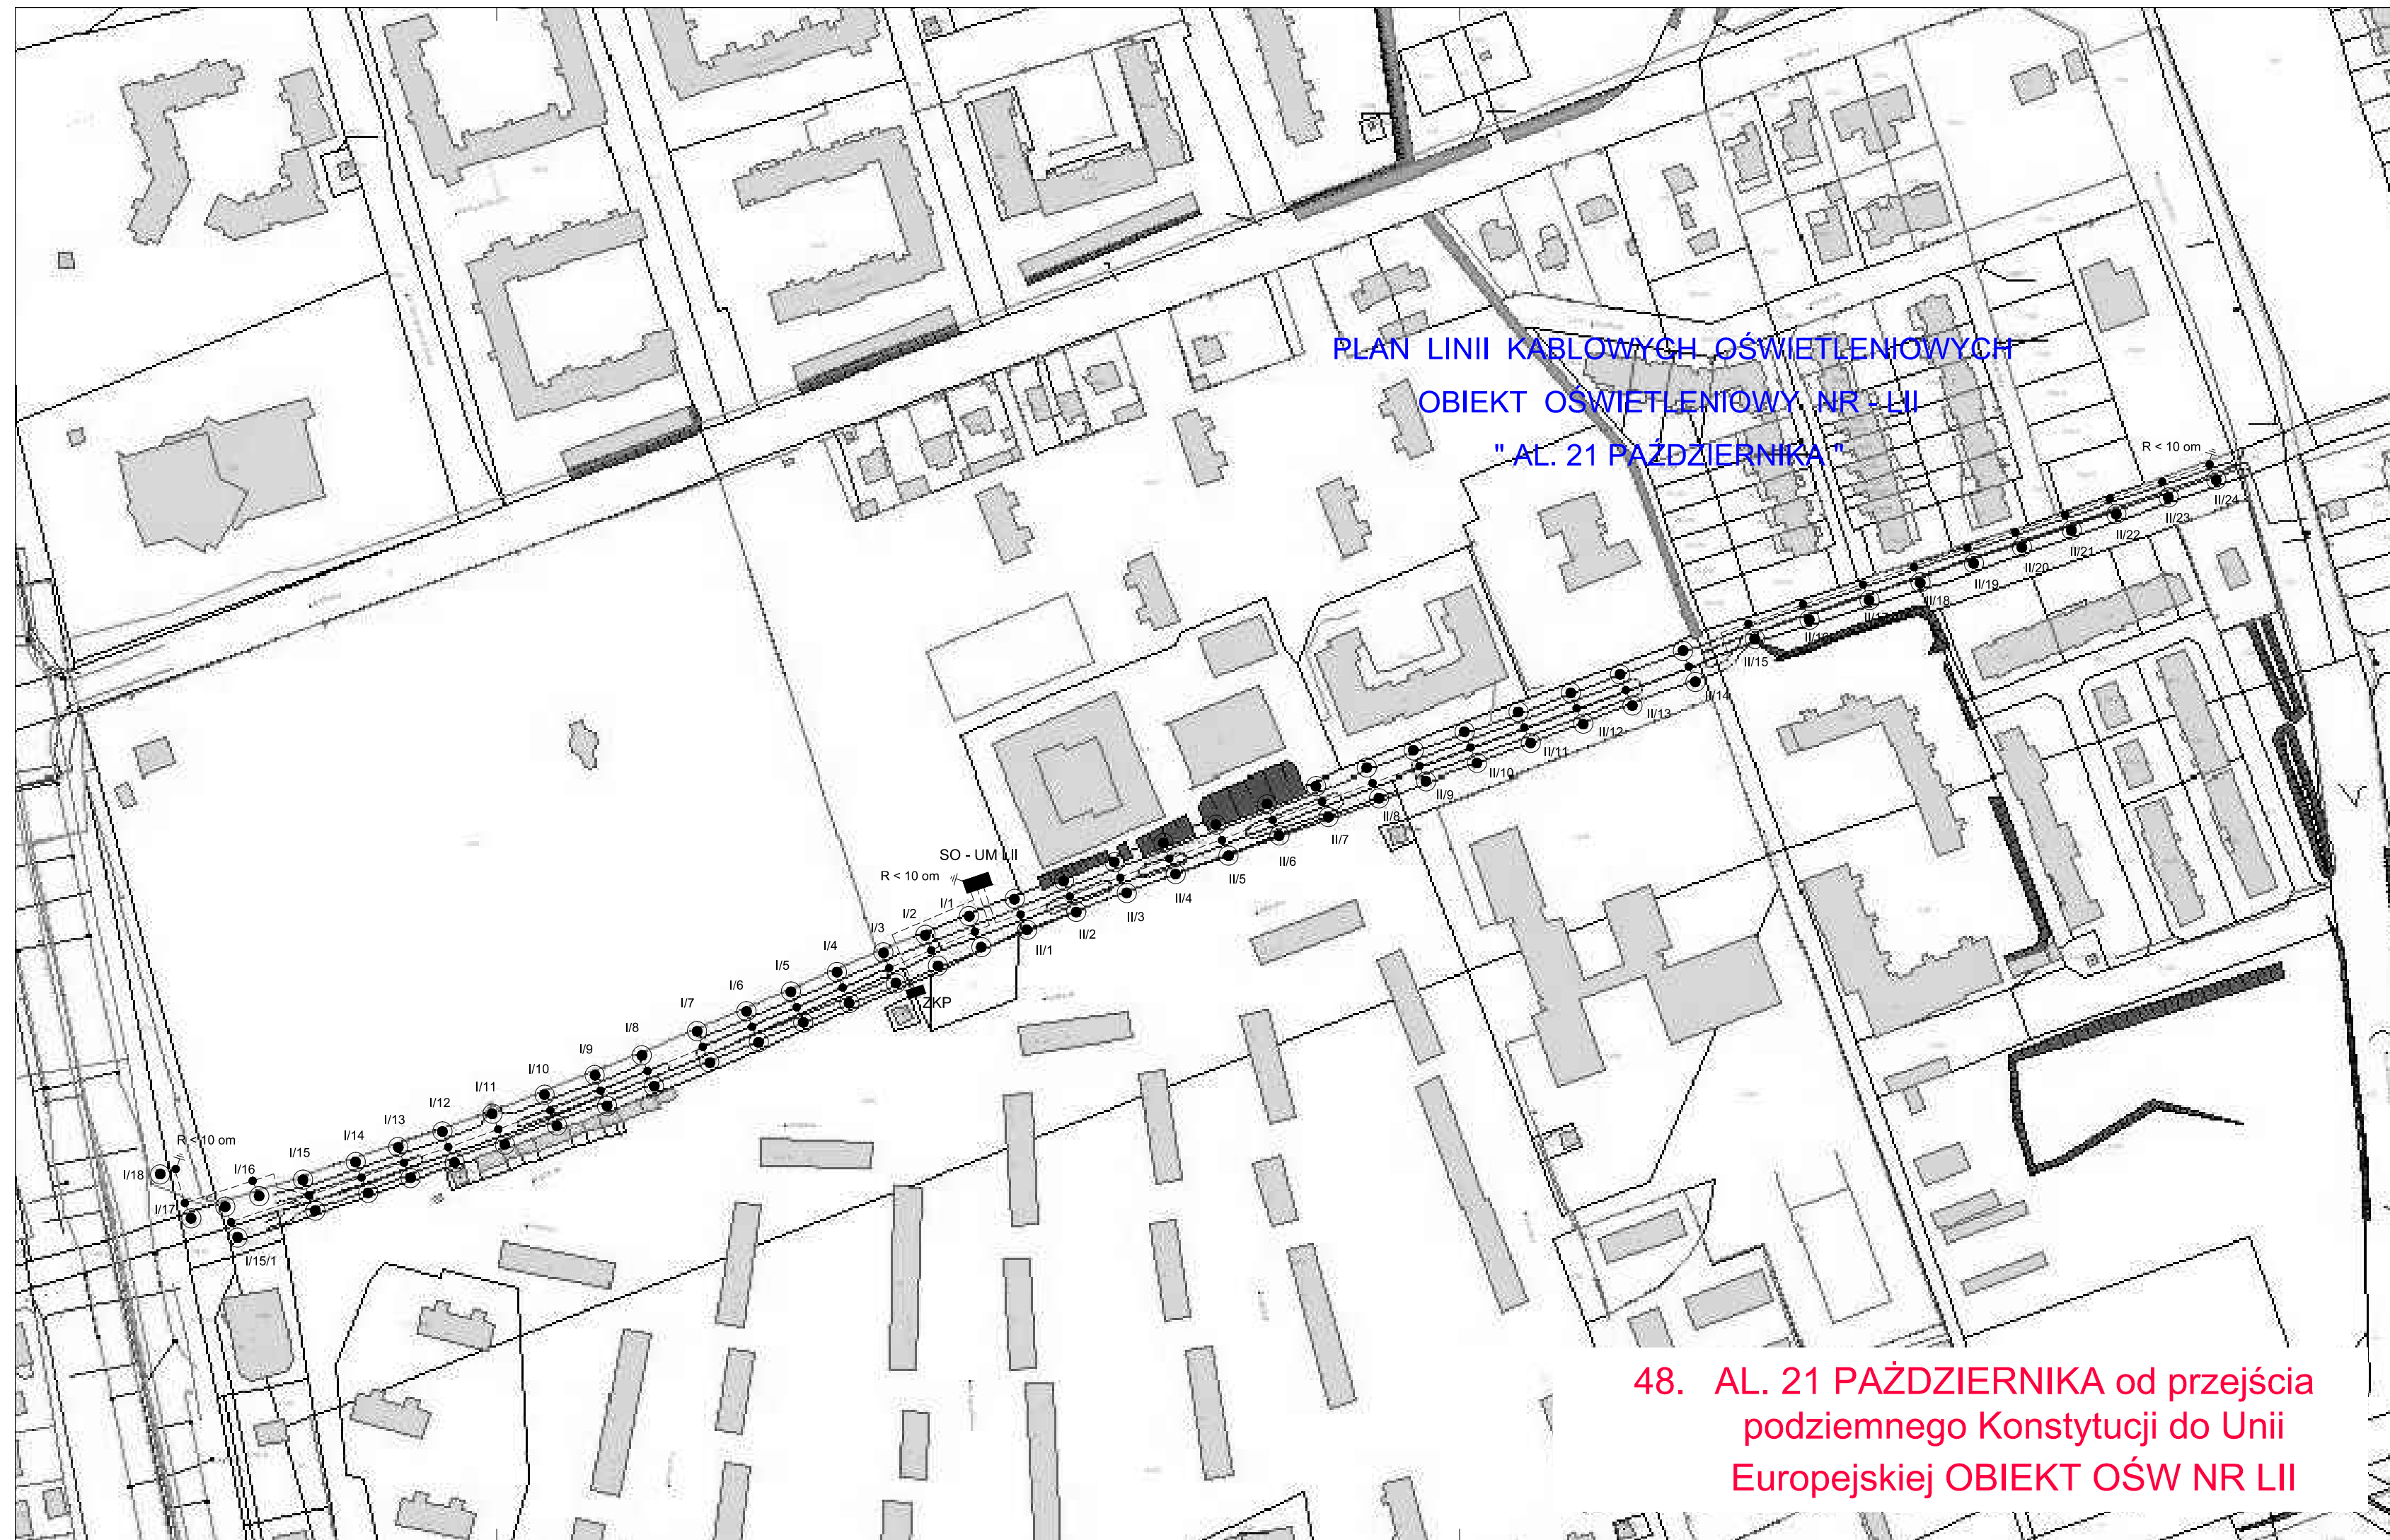 PLAN LINII KABLOWYCH OŚWIETLENIOWYCH
OBIEKT OŚWIETLENIOWY NR - LII
" AL. 21 PAŹDZIERNIKA "
R < 10 om
II/24
II/23
II/22
II/21
II/20
II/19
II/18
II/16
II/15
II/14
II/13
II/12
II/11
II/10
II/9
II/8
II/7
II/6
II/5
II/4
II/3
II/2
II/1
SO - UM LII
R < 10 om
I/1
I/2
I/3
I/4
I/5
I/6
I/7
I/8
I/9
I/10
I/11
I/12
I/13
I/14
I/15
I/16
I/17
I/18
R < 10 om
I/15/1
ZKP
48. AL. 21 PAŻDZIERNIKA od przejścia
podziemnego Konstytucji do Unii
Europejskiej OBIEKT OŚW NR LII